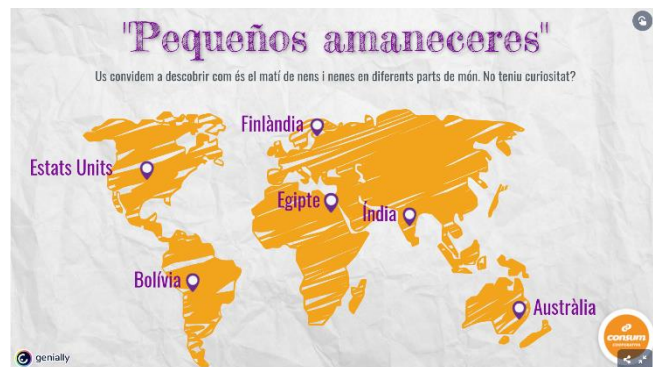 "Pequeños amaneceres"
Us convidem a descobrir com és el matí de nens i nenes en diferents parts de món. No teniu curiositat?
Finlàndia
Estats Units
Egipte
Índia
Bolívia
Austràlia
consum
genially